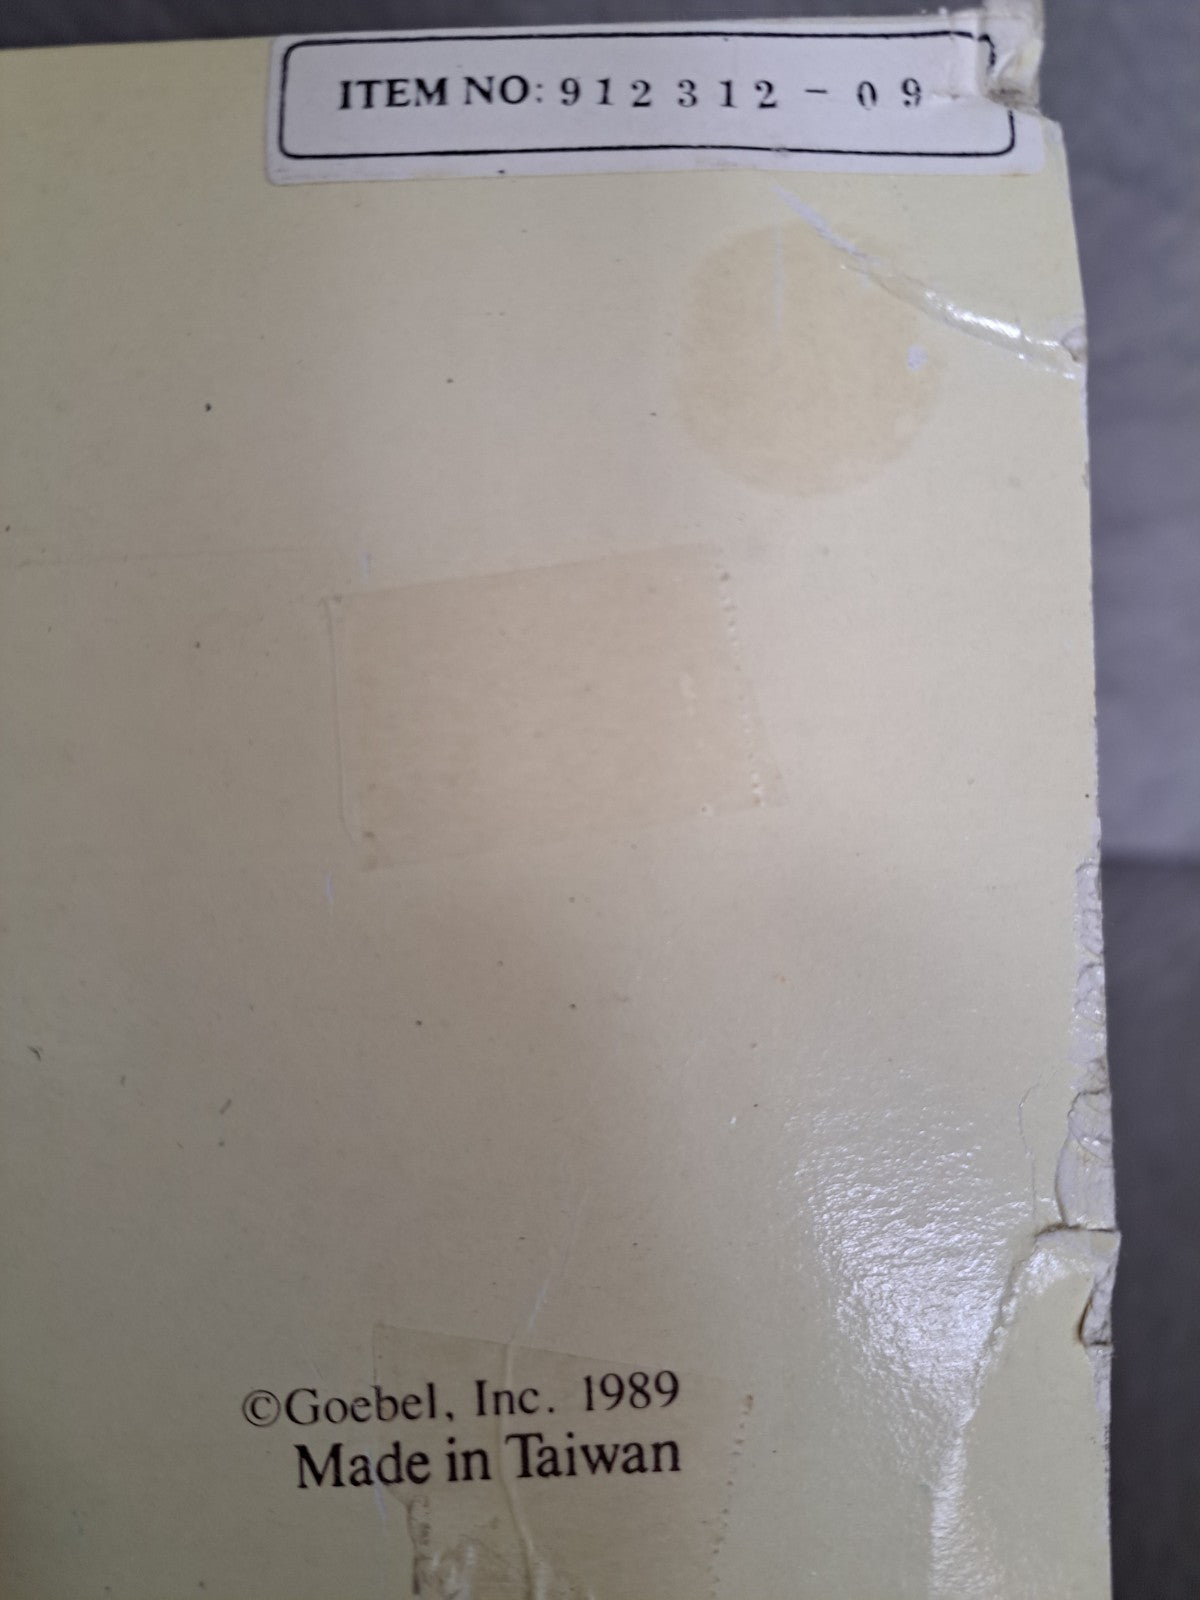 ITEM NO: 912312-09
©Goebel, Inc. 1989
Made in Taiwan